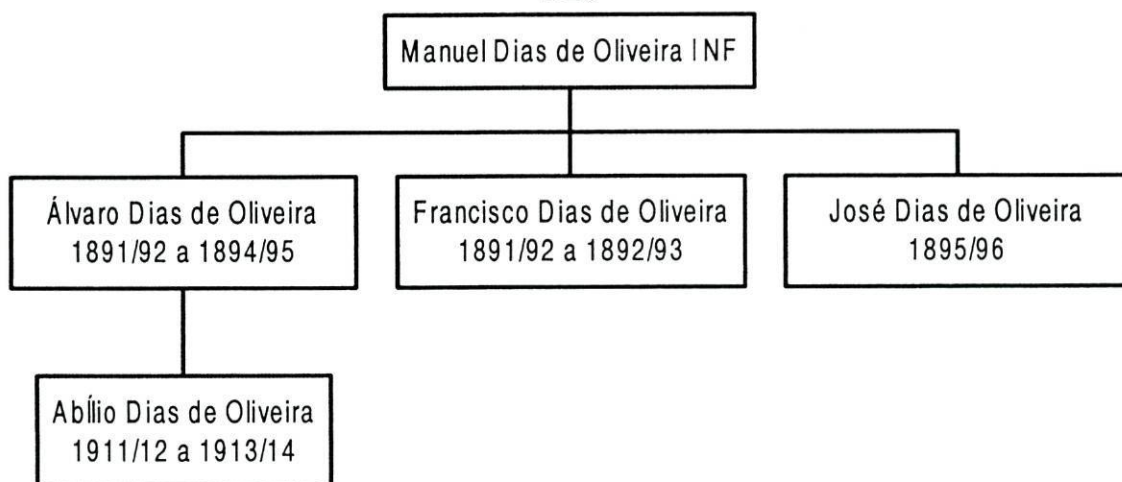 Manuel Dias de Oliveira INF
Álvaro Dias de Oliveira
1891/92 a 1894/95
Francisco Dias de Oliveira
1891/92 a 1892/93
José Dias de Oliveira
1895/96
Abílio Dias de Oliveira
1911/12 a 1913/14